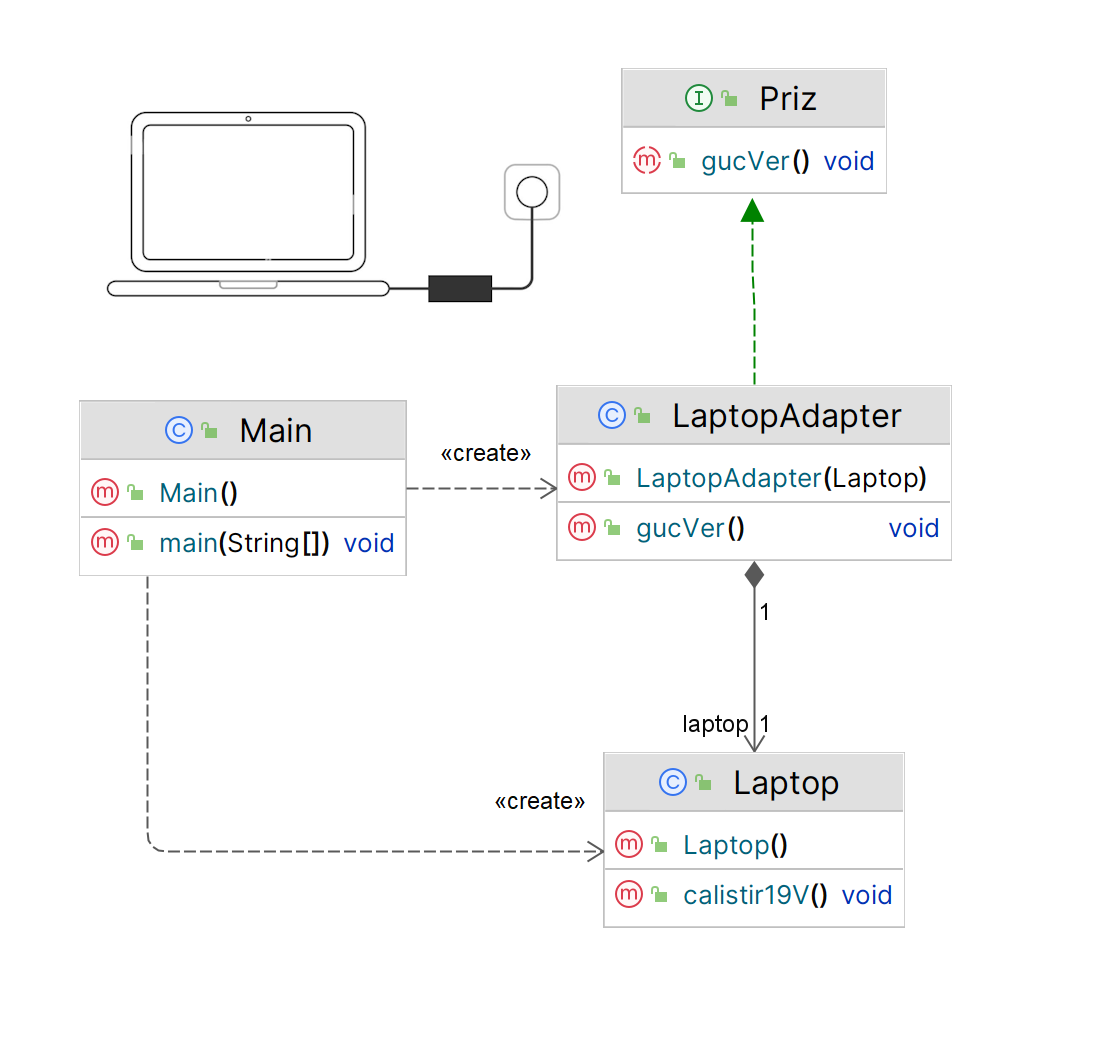 Priz
gucVer() void
Main
Main()
main(String[]) void
«create»
LaptopAdapter
LaptopAdapter(Laptop)
gucVer() void
1
laptop 1
«create»
Laptop
Laptop()
calistir19V() void